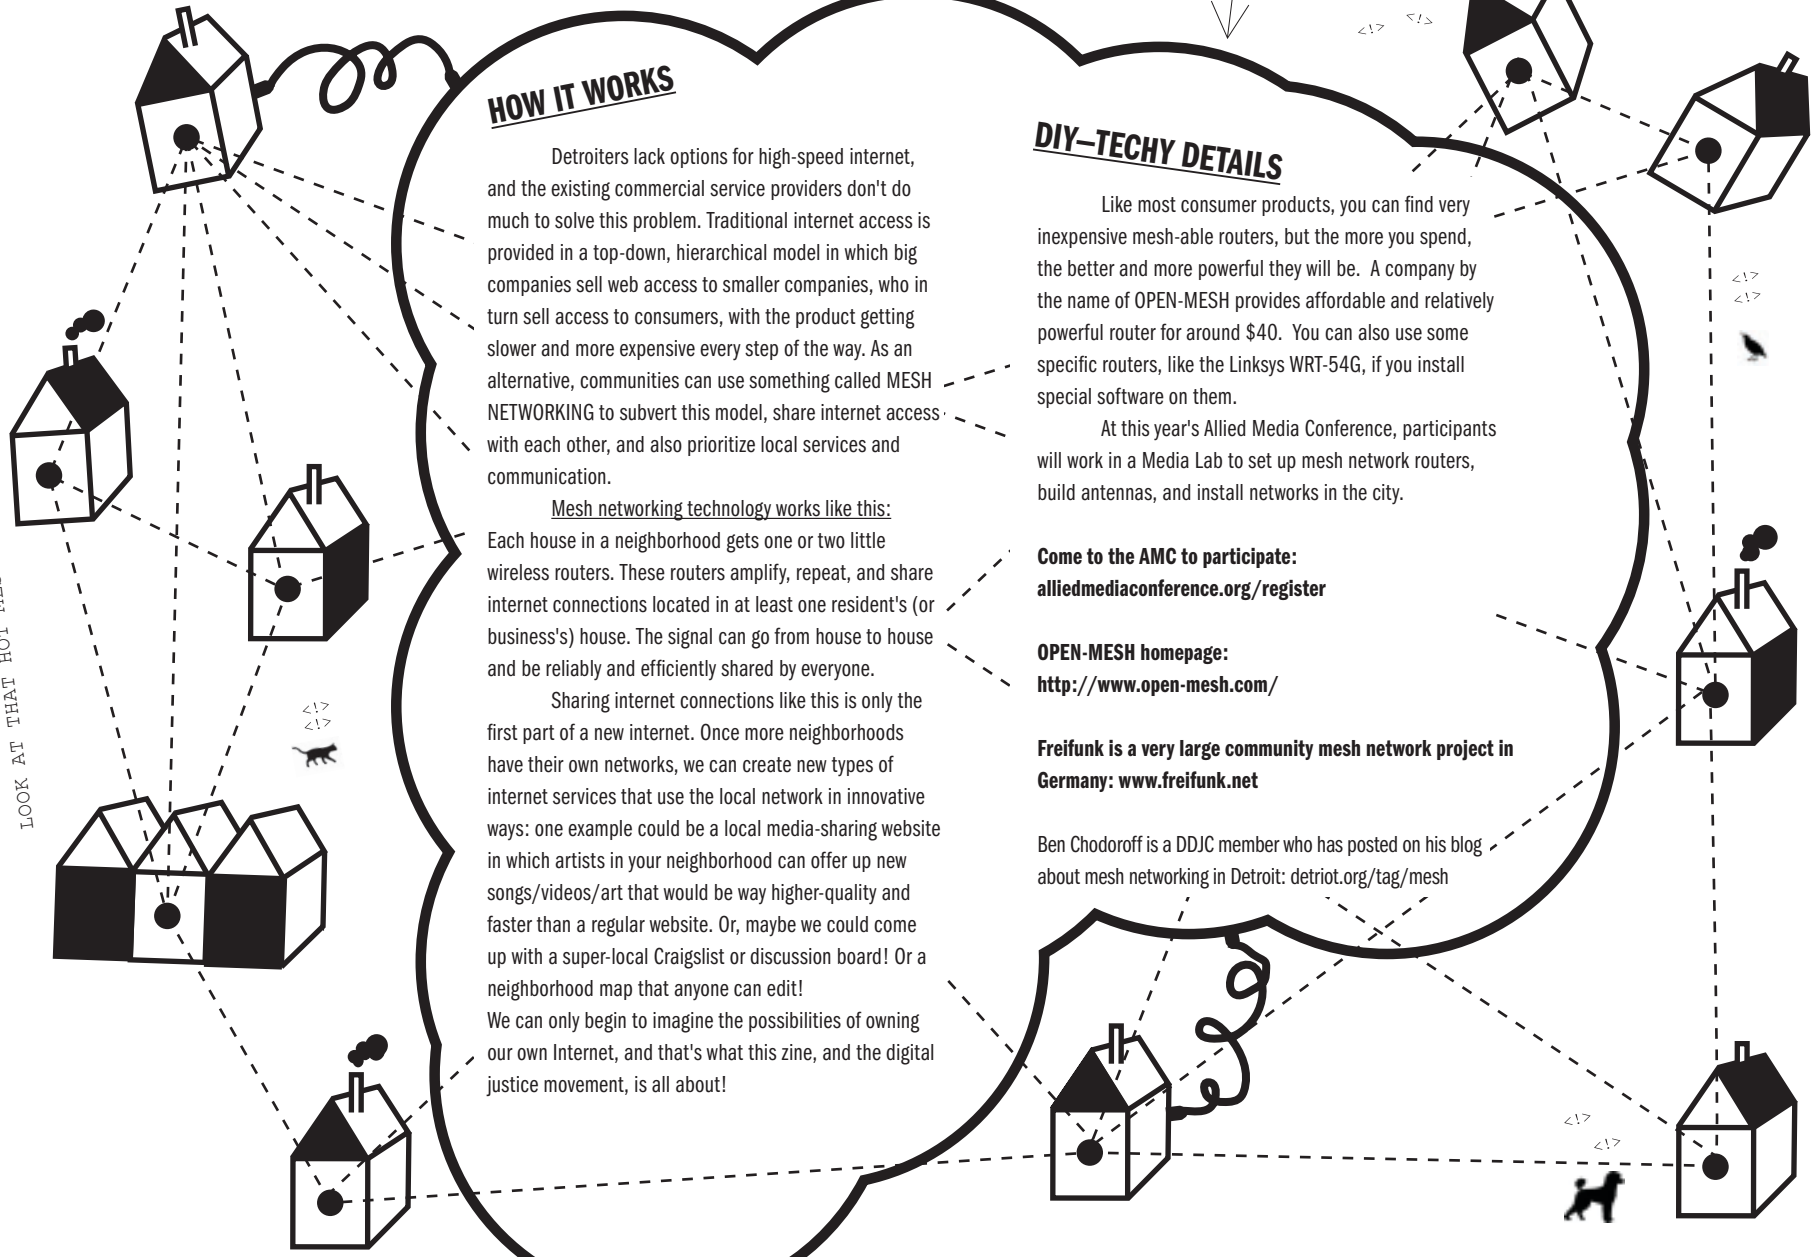 HOW IT WORKS
Detroiters lack options for high-speed internet,
and the existing commercial service providers don't do
much to solve this problem. Traditional internet access is
provided in a top-down, hierarchical model in which big
companies sell web access to smaller companies, who in
turn sell access to consumers, with the product getting
slower and more expensive every step of the way. As an
alternative, communities can use something called MESH
NETWORKING to subvert this model, share internet access
with each other, and also prioritize local services and
communication.
Mesh networking technology works like this:
Each house in a neighborhood gets one or two little
wireless routers. These routers amplify, repeat, and share
internet connections located in at least one resident's (or
business's) house. The signal can go from house to house
and be reliably and efficiently shared by everyone.
Sharing internet connections like this is only the
first part of a new internet. Once more neighborhoods
have their own networks, we can create new types of
internet services that use the local network in innovative
ways: one example could be a local media-sharing website
in which artists in your neighborhood can offer up new
songs/videos/art that would be way higher-quality and
faster than a regular website. Or, maybe we could come
up with a super-local Craigslist or discussion board! Or a
neighborhood map that anyone can edit!
We can only begin to imagine the possibilities of owning
our own Internet, and that's what this zine, and the digital
justice movement, is all about!
DIY—TECHY DETAILS
Like most consumer products, you can find very
inexpensive mesh-able routers, but the more you spend,
the better and more powerful they will be.  A company by
the name of OPEN-MESH provides affordable and relatively
powerful router for around $40.  You can also use some
specific routers, like the Linksys WRT-54G, if you install
special software on them.
At this year's Allied Media Conference, participants
will work in a Media Lab to set up mesh network routers,
build antennas, and install networks in the city.
Come to the AMC to participate:
alliedmediaconference.org/register
OPEN-MESH homepage:
http://www.open-mesh.com/
Freifunk is a very large community mesh network project in
Germany: www.freifunk.net
Ben Chodoroff is a DDJC member who has posted on his blog
about mesh networking in Detroit: detriot.org/tag/mesh
LOOK AT THAT HOT
<!>
<!>
<!>
<!>
<!>
<!>
<!>
<!>